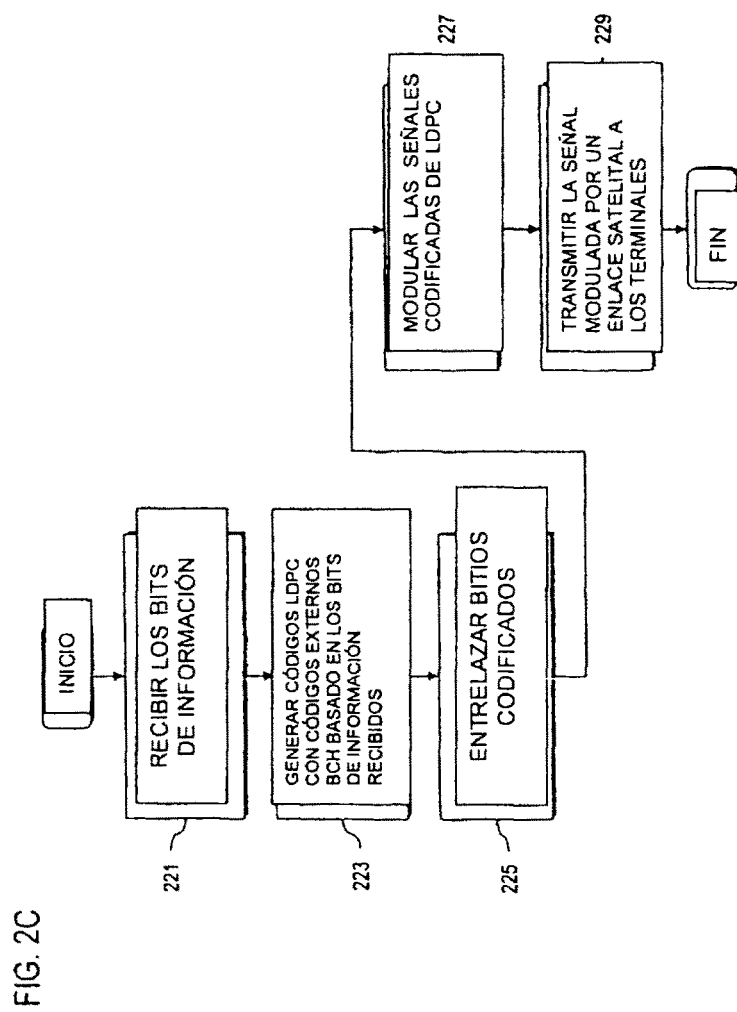 FIG. 2C
INICIO
221
RECIBIR LOS BITS
DE INFORMACIÓN
223
GENERAR CÓDIGOS LDPC
CON CÓDIGOS EXTERNOS
BCH BASADO EN LOS BITS
DE INFORMACIÓN
RECIBIDOS
225
ENTRELAZAR BITIOS
CODIFICADOS
227
MODULAR LAS SEÑALES
CODIFICADAS DE LDPC
229
TRANSMITIR LA SEÑAL
MODULADA POR UN
ENLACE SATELITAL A
LOS TERMINALES
FIN